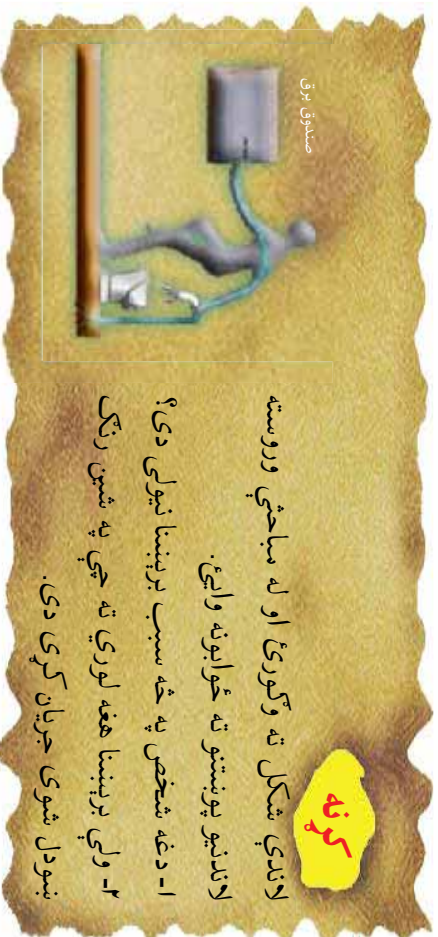 کړنه
لاندې شکل ته وګورئ او له مباحثې وروسته
لاندنیو پوښتنو ته ځوابونه وایئ.
۱- دغه شخص په څه سبب برېښنا نیولی دی؟
۲- ولې برېښنا هغه لوري ته چې په شین رنګ
ښودل شوی جریان کړی دی.
صندوق برق